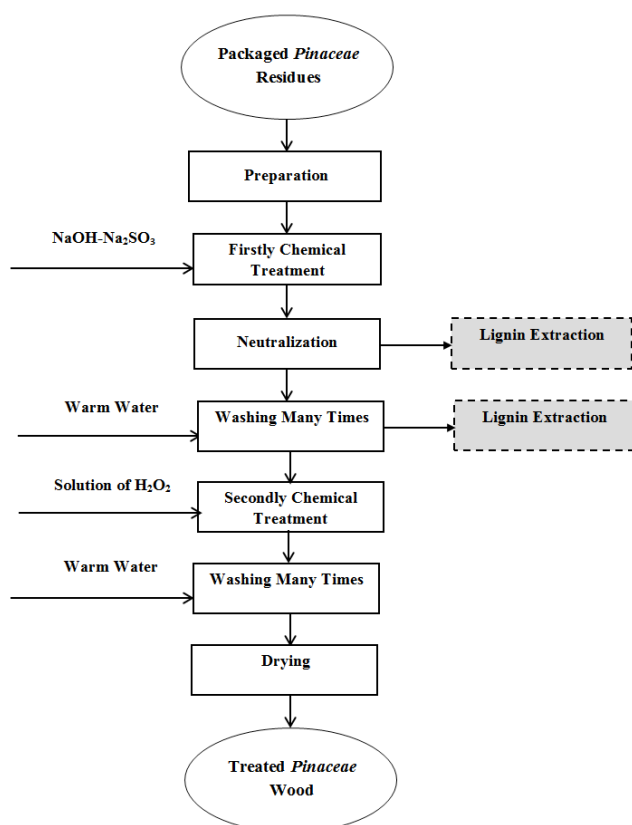 Packaged Pinaceae
Residues
Preparation
NaOH-Na₂SO₃
Firstly Chemical
Treatment
Neutralization
Lignin Extraction
Warm Water
Washing Many Times
Lignin Extraction
Solution of H₂O₂
Secondly Chemical
Treatment
Warm Water
Washing Many Times
Drying
Treated Pinaceae
Wood